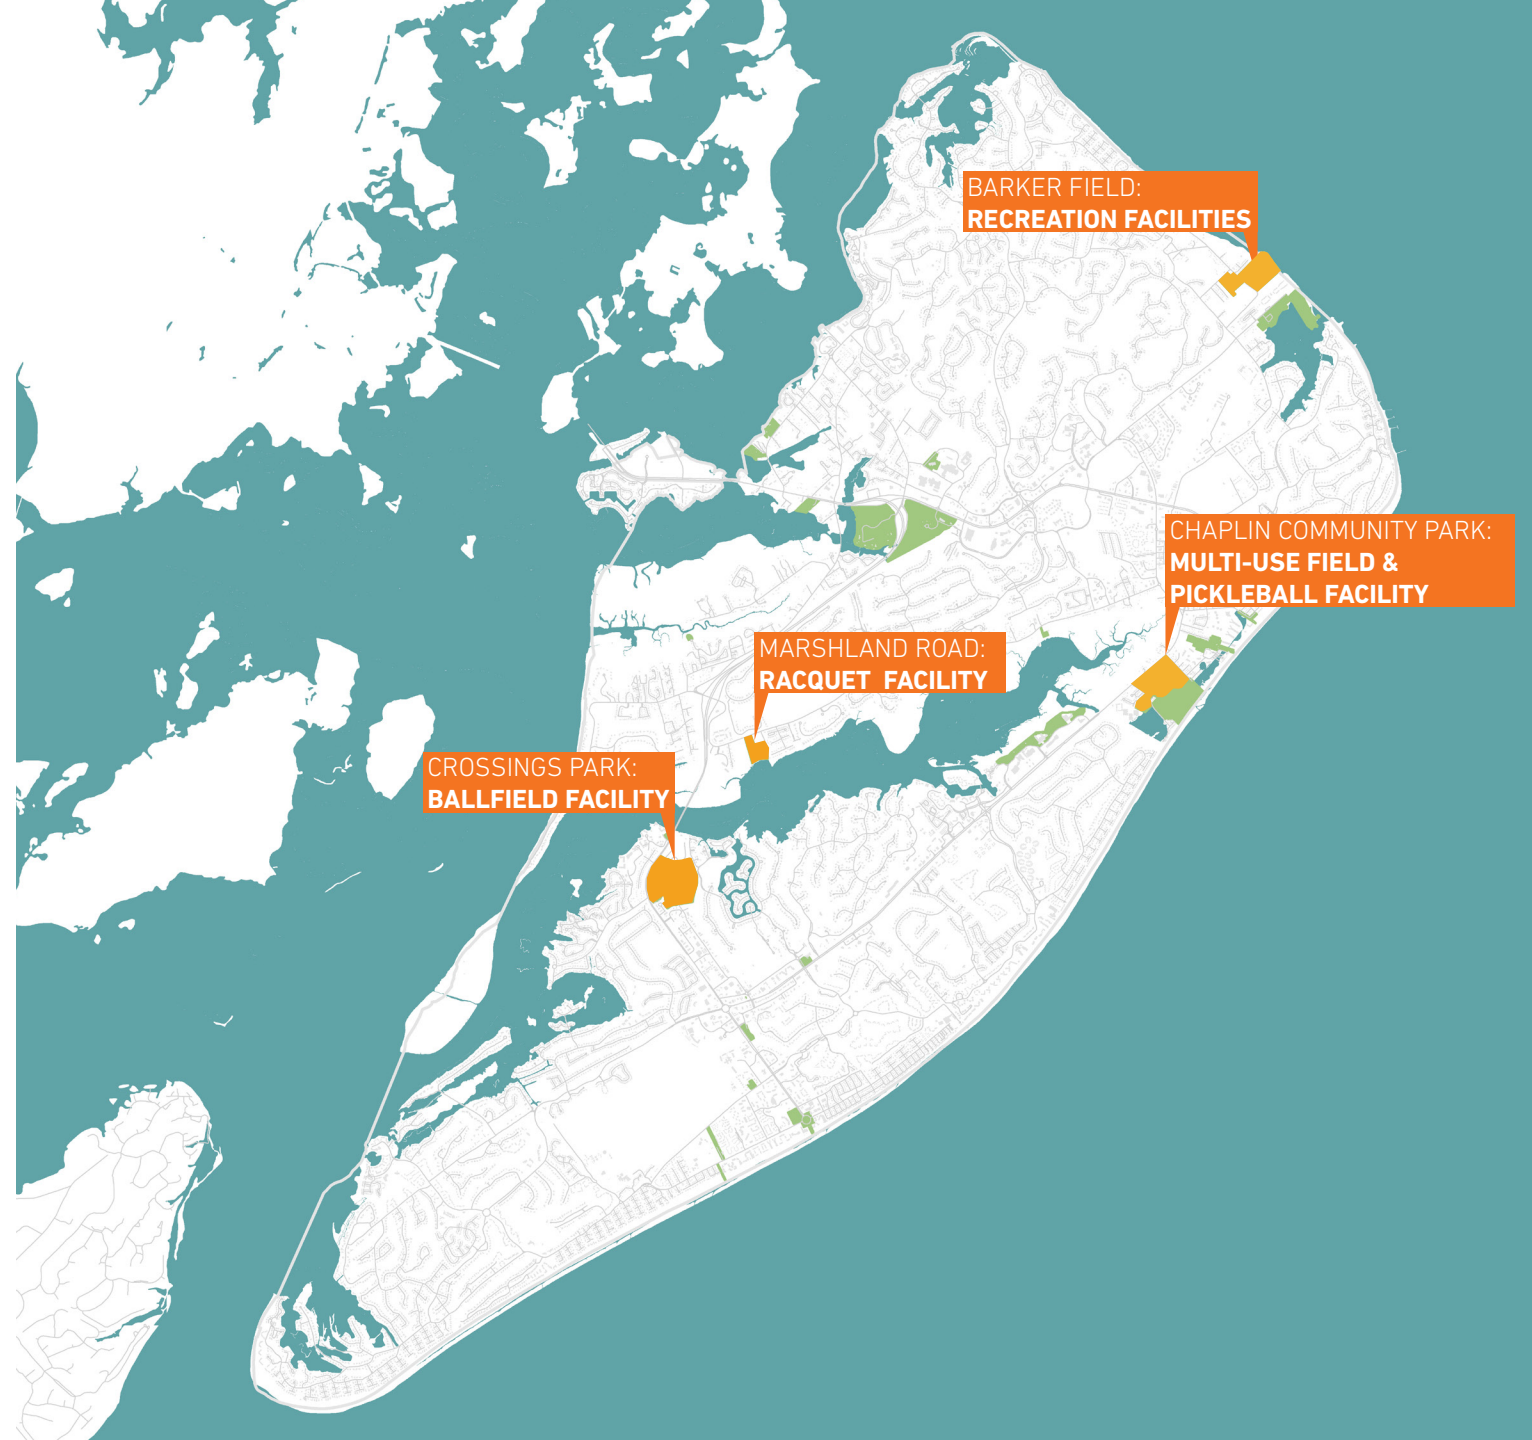 BARKER FIELD:
RECREATION FACILITIES
CHAPLIN COMMUNITY PARK:
MULTI-USE FIELD &
PICKLEBALL FACILITY
MARSHLAND ROAD:
RACQUET FACILITY
CROSSINGS PARK:
BALLFIELD FACILITY